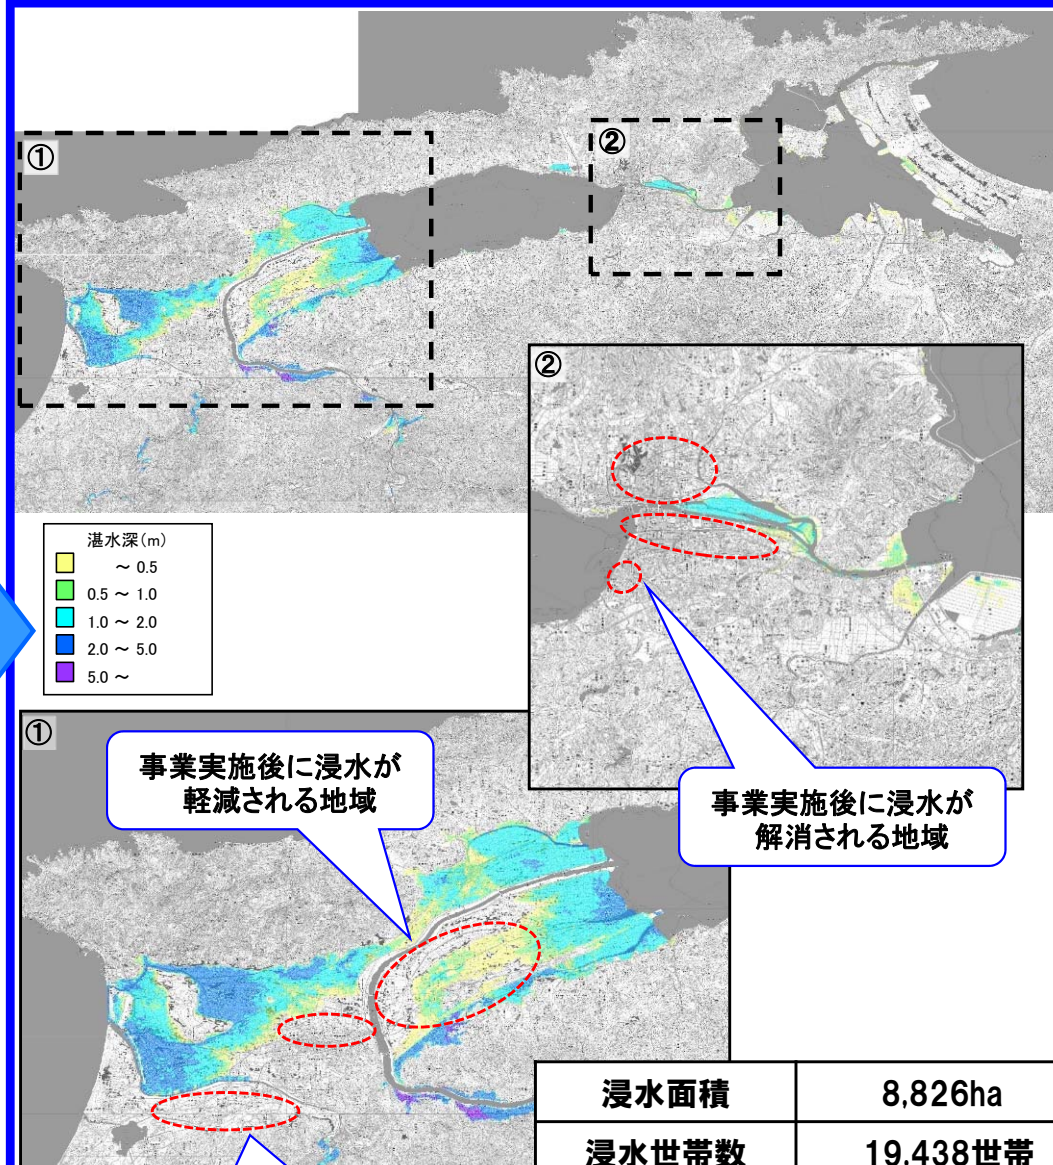 ①
②
湛水深(m)
～ 0.5
0.5 ～ 1.0
1.0 ～ 2.0
2.0 ～ 5.0
5.0 ～
②
事業実施後に浸水が
解消される地域
①
事業実施後に浸水が
軽減される地域
浸水面積 8,826ha
浸水世帯数 19,438世帯